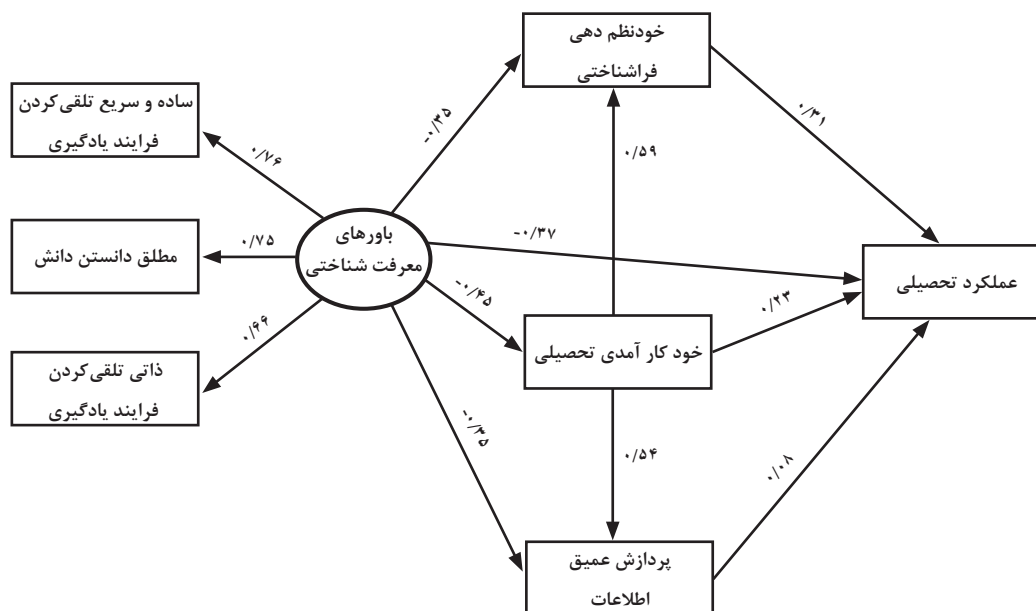 خودنظم دهی
فراشناختی
ساده و سریع تلقی‌کردن
فرایند یادگیری
۰/۳۱
-۰/۳۵
۰/۵۹
۰/۷۶
باورهای
معرفت شناختی
مطلق دانستن دانش
۰/۷۵
-۰/۳۷
عملکرد تحصیلی
-۰/۴۵
۰/۲۳
خود کار آمدی تحصیلی
۰/۶۶
ذاتی تلقی‌کردن
فرایند یادگیری
-۰/۳۵
۰/۵۴
۰/۰۸
پردازش عمیق
اطلاعات